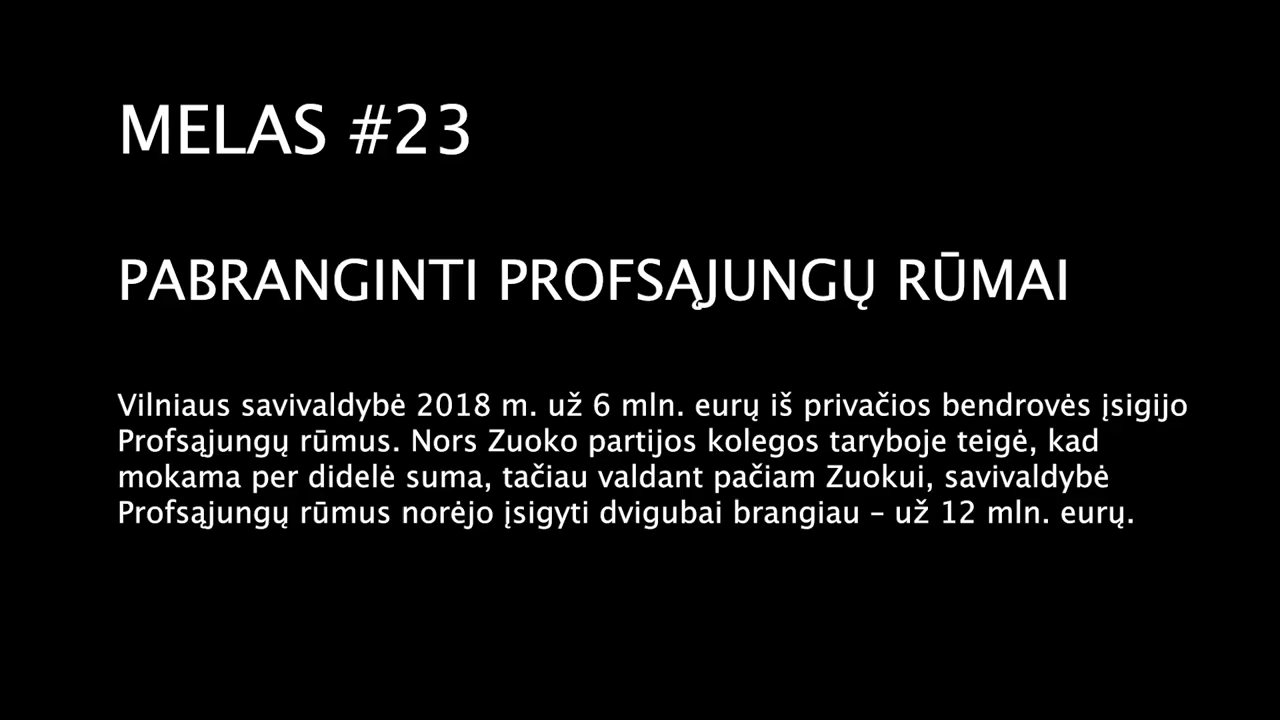 MELAS #23
PABRANGINTI PROFSĄJUNGŲ RŪMAI
Vilniaus savivaldybė 2018 m. už 6 mln. eurų iš privačios bendrovės įsigijo
Profsąjungų rūmus. Nors Zuoko partijos kolegos taryboje teigė, kad
mokama per didelė suma, tačiau valdant pačiam Zuokui, savivaldybė
Profsąjungų rūmus norėjo įsigyti dvigubai brangiau – už 12 mln. eurų.